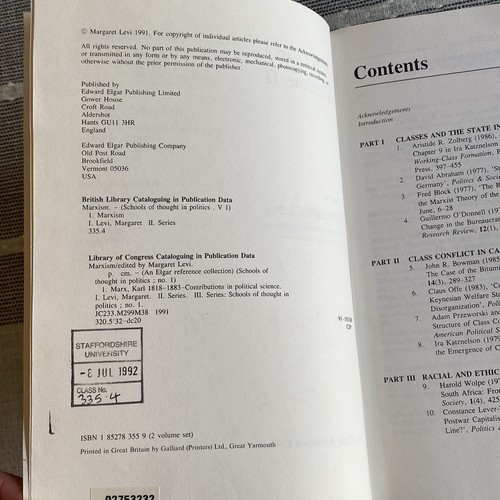 © Margaret Levi 1991. For copyright of individual articles please refer to the Acknowledgements.
All rights reserved. No part of this publication may be reproduced, stored in a retrieval system,
or transmitted in any form or by any means, electronic, mechanical, photocopying, recording, or
otherwise without the prior permission of the publisher.
Published by
Edward Elgar Publishing Limited
Gower House
Croft Road
Aldershot
Hants GU11 3HR
England
Edward Elgar Publishing Company
Old Post Road
Brookfield
Vermont 05036
USA
British Library Cataloguing in Publication Data
Marxism. – (Schools of thought in politics. V 1)
1. Marxism
I. Levi, Margaret II. Series
335.4
Library of Congress Cataloguing in Publication Data
Marxism/edited by Margaret Levi.
p. cm. – (An Elgar reference collection) (Schools of
thought in politics ; no. 1)
1. Marx, Karl 1818–1883–Contributions in political science.
I. Levi, Margaret. II. Series. III. Series: Schools of thought in
politics ; no. 1.
JC233.M299M38 1991
320.5'32–dc20
CIP
STAFFORDSHIRE
UNIVERSITY
-8 JUL 1992
CLASS No.
335.4
ISBN 1 85278 355 9 (2 volume set)
Printed in Great Britain by Galliard (Printers) Ltd., Great Yarmouth
02753232
Contents
Acknowledgements
Introduction
PART I CLASSES AND THE STATE IN
1. Aristide R. Zolberg (1986),
Chapter 9 in Ira Katznelson
Working-Class Formation, P
Press, 397–455
2. David Abraham (1977), 'St
Germany', Politics & Socie
3. Fred Block (1977), 'The R
the Marxist Theory of the
June, 6–28
4. Guillermo O'Donnell (1
Change in the Bureaucrat
Research Review, 12(1),
PART II CLASS CONFLICT IN CA
5. John R. Bowman (1985
The Case of the Bitumi
14(3), 289–327
6. Claus Offe (1983), 'Co
Keynesian Welfare Sta
Disorganization', Poli
7. Adam Przeworski and
Structure of Class Co
American Political S
8. Ira Katznelson (1979
the Emergence of C
PART III RACIAL AND ETHIC
9. Harold Wolpe (197
South Africa: From
Society, 1(4), 425
10. Constance Lever-
Postwar Capitalis
Line?', Politics